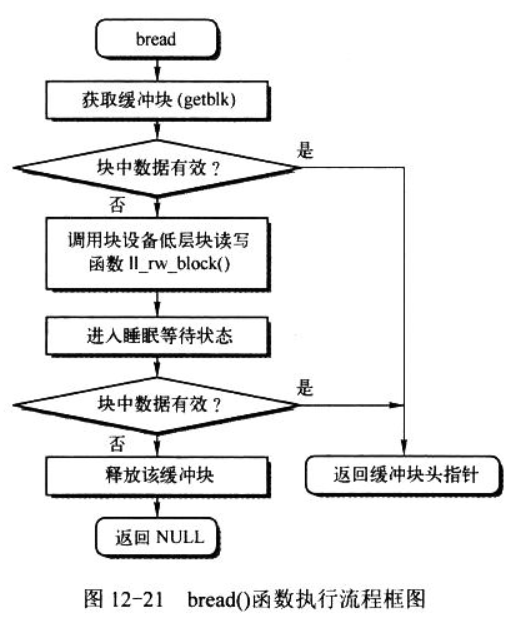 bread
获取缓冲块 (getblk)
块中数据有效？
是
否
调用块设备低层块读写
函数 ll_rw_block()
进入睡眠等待状态
块中数据有效？
是
否
释放该缓冲块
返回缓冲块头指针
返回 NULL
图 12-21 bread()函数执行流程框图